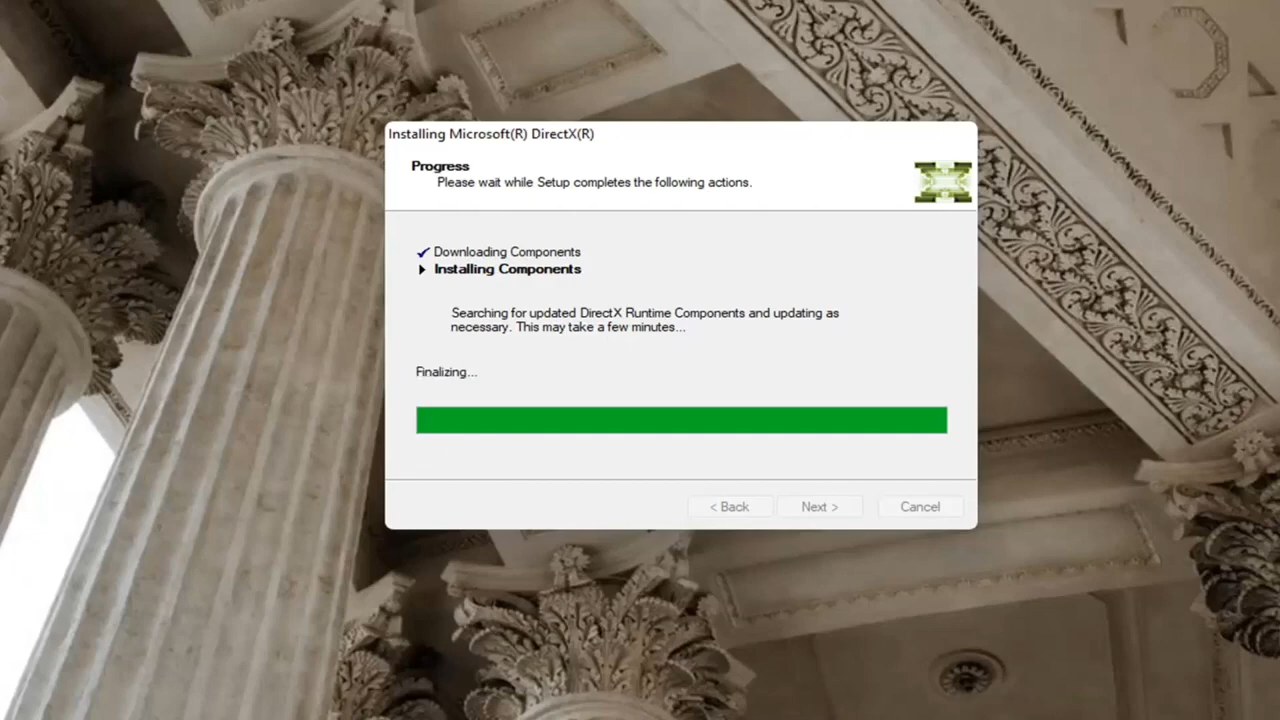 Installing Microsoft(R) DirectX(R)
Progress
Please wait while Setup completes the following actions.
Downloading Components
Installing Components
Searching for updated DirectX Runtime Components and updating as
necessary. This may take a few minutes...
Finalizing...
< Back
Next >
Cancel